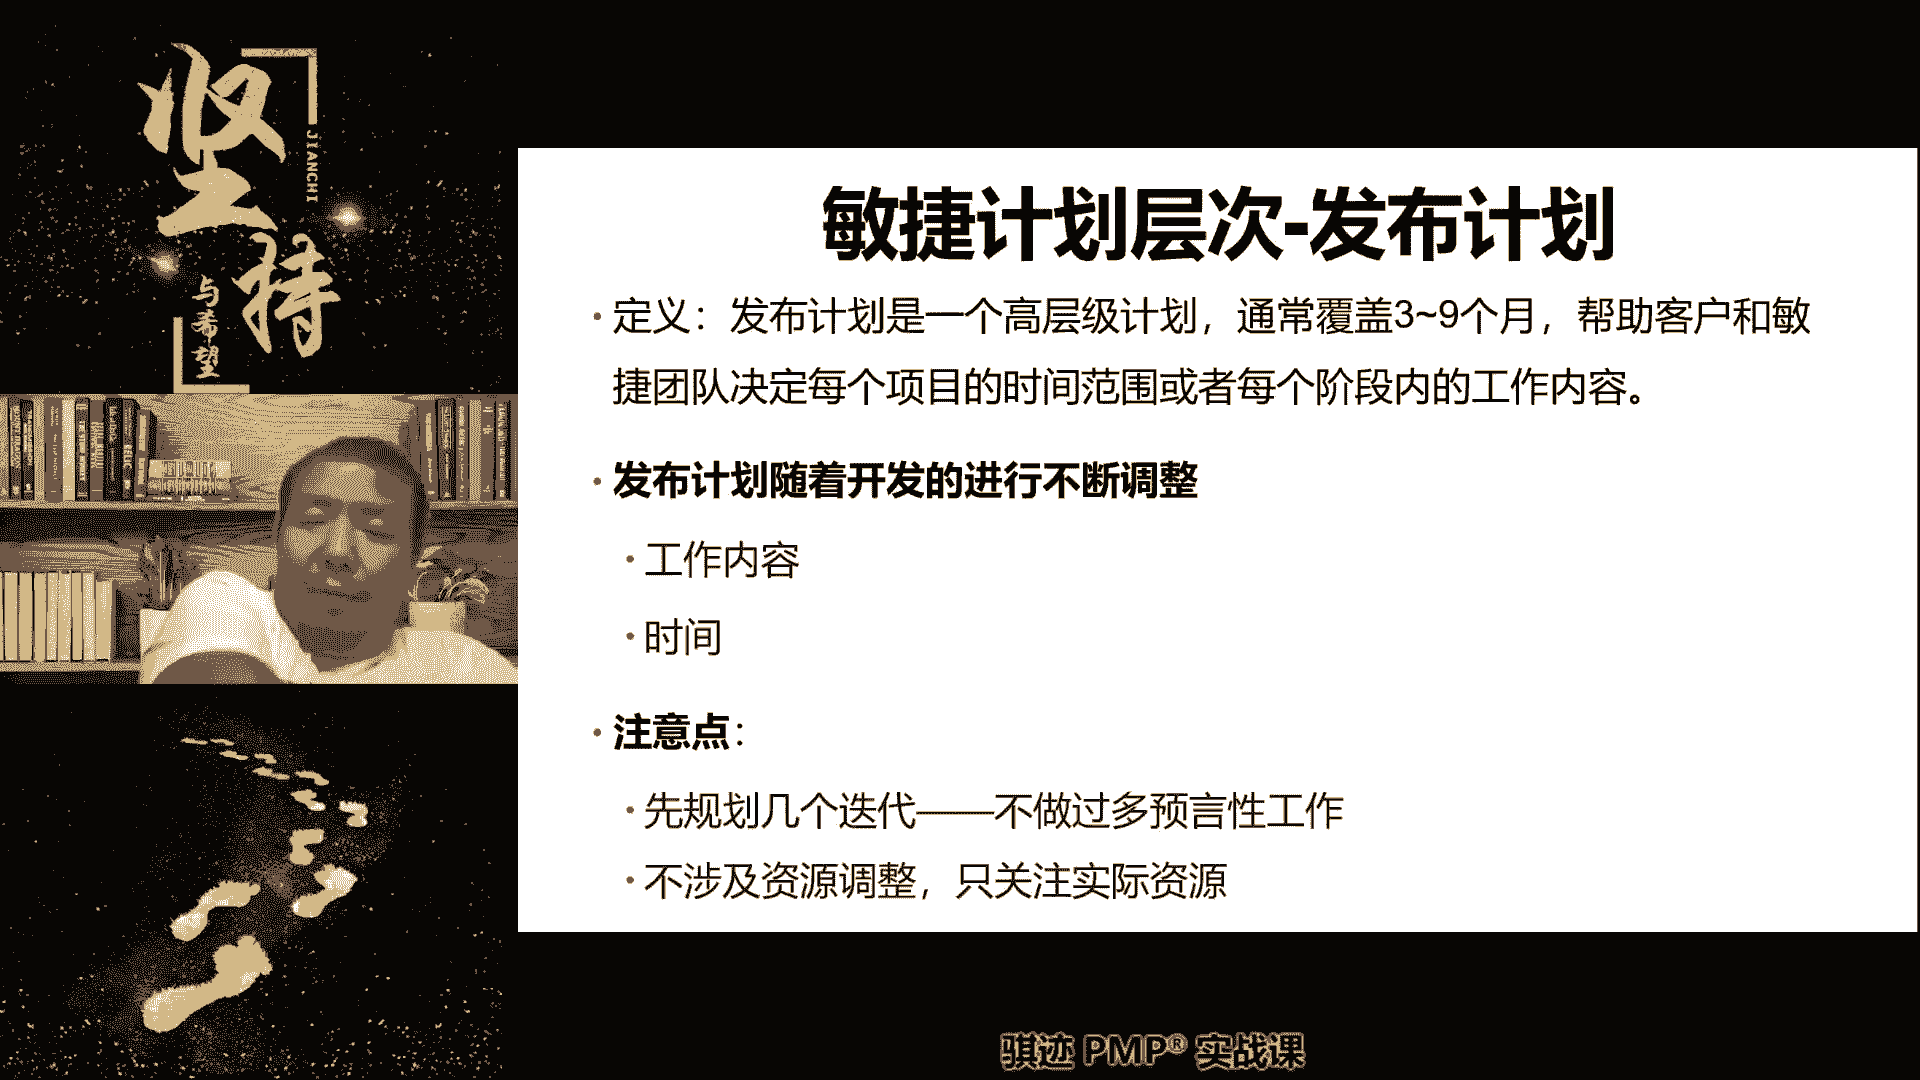 坚持
JIANCHI
与希望
敏捷计划层次-发布计划
·定义：发布计划是一个高层级计划，通常覆盖3~9个月，帮助客户和敏
捷团队决定每个项目的时间范围或者每个阶段内的工作内容。
·发布计划随着开发的进行不断调整
·工作内容
·时间
·注意点：
·先规划几个迭代——不做过多预言性工作
·不涉及资源调整，只关注实际资源
骐迹 PMP® 实战课